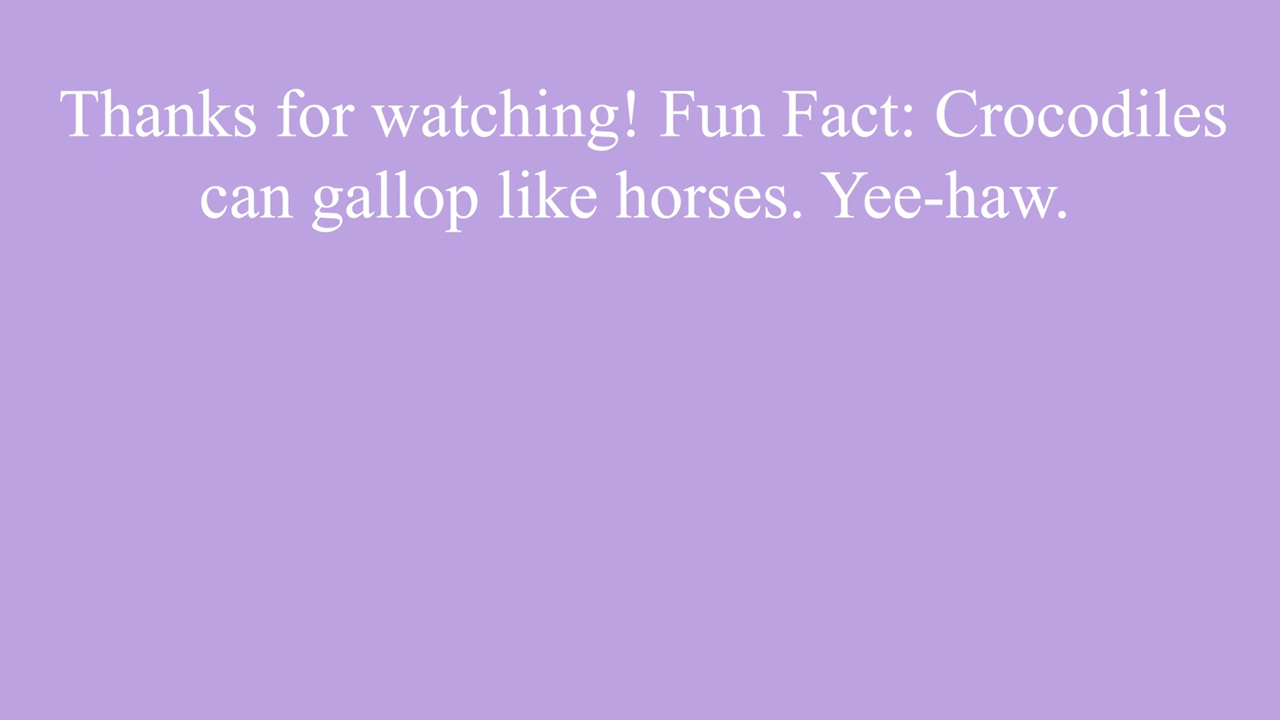 Thanks for watching! Fun Fact: Crocodiles
can gallop like horses. Yee-haw.